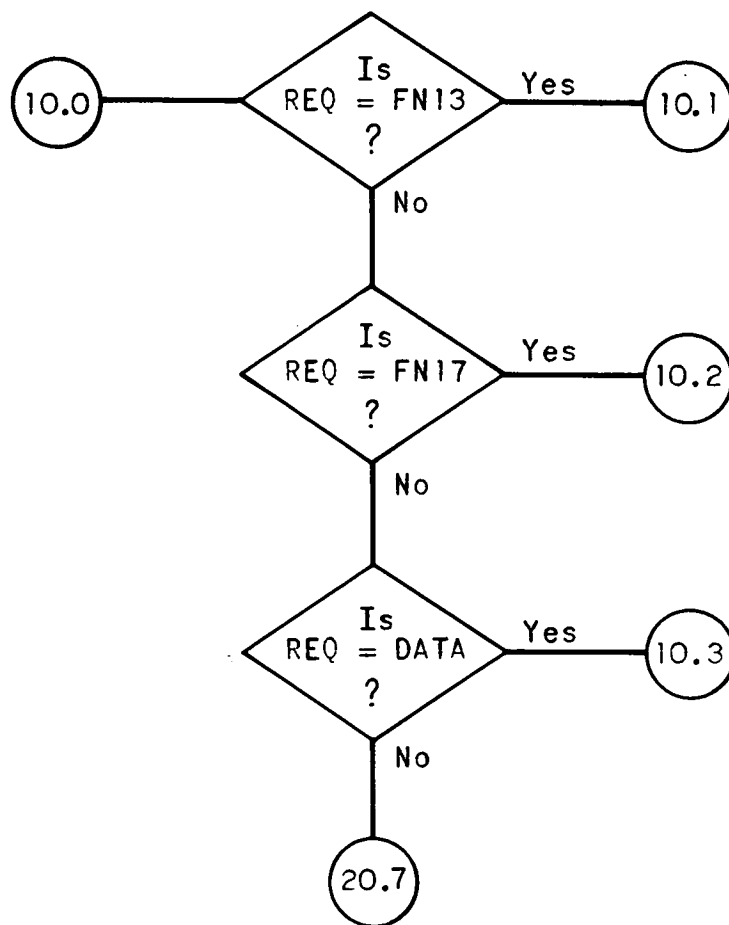 10.0
Is
REQ = FN13
?
Yes
10.1
No
Is
REQ = FN17
?
Yes
10.2
No
Is
REQ = DATA
?
Yes
10.3
No
20.7